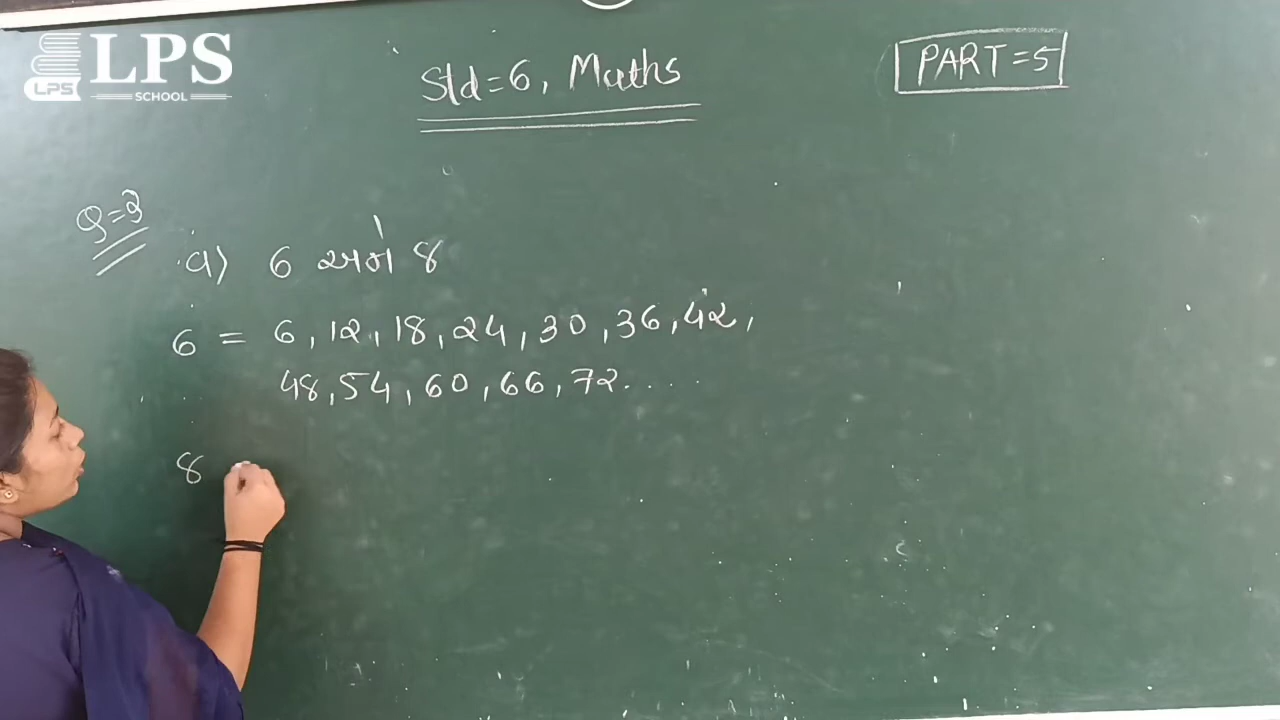 LPS
LPS
SCHOOL
Std=6, Maths
PART=5
Q=3
a) 6 અને 8
6 = 6, 12, 18, 24, 30, 36, 42,
48, 54, 60, 66, 72.....
8